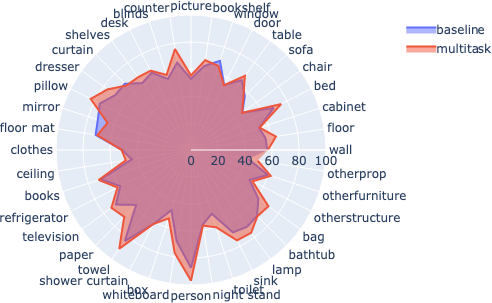 counter picture bookshelf
blinds window
desk door
shelves table
curtain sofa
dresser chair
pillow bed
mirror cabinet
floor mat floor
clothes wall
0 20 40 60 80 100
ceiling otherprop
books otherfurniture
refrigerator otherstructure
television bag
paper bathtub
towel lamp
shower curtain sink
box toilet
whiteboard person night stand
baseline
multitask